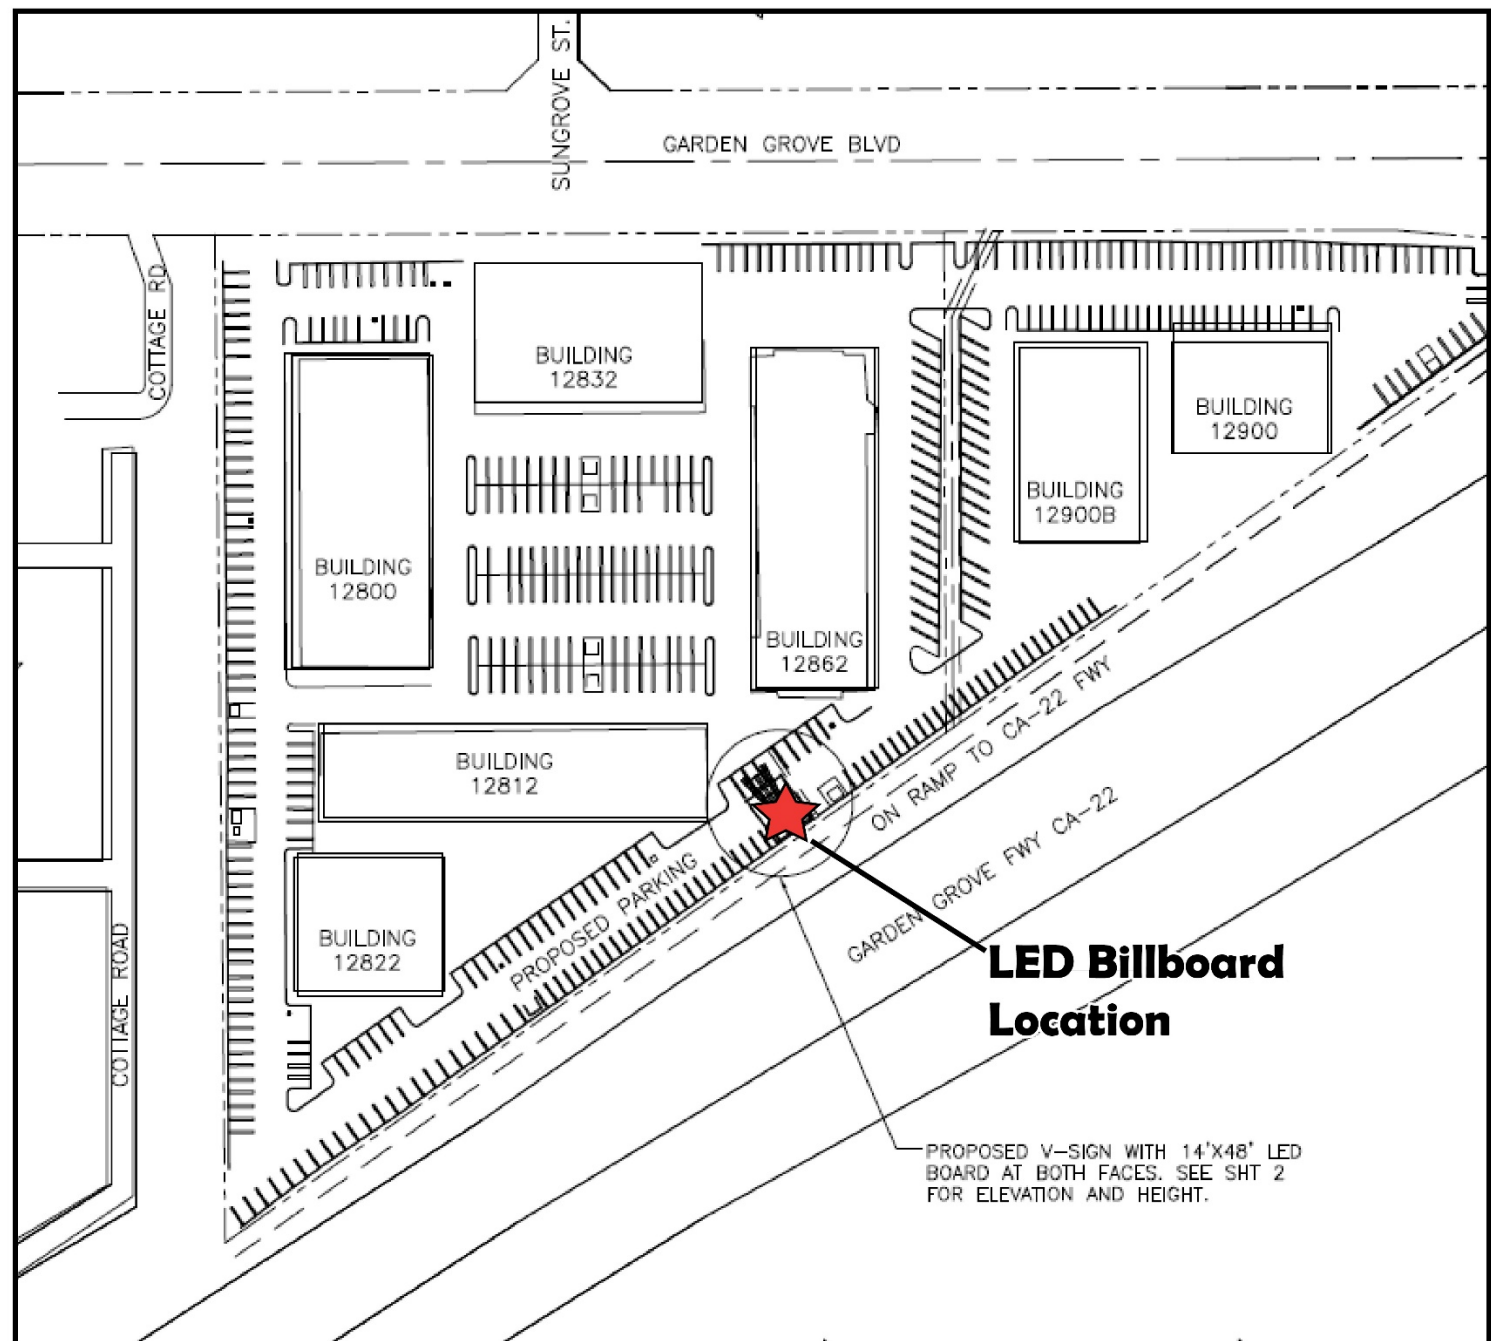 SUNGROVE ST.
GARDEN GROVE BLVD
COTTAGE RD
BUILDING
12832
BUILDING
12900
BUILDING
12900B
BUILDING
12800
BUILDING
12862
BUILDING
12812
ON RAMP TO CA-22 FWY
GARDEN GROVE FWY CA-22
PROPOSED PARKING
BUILDING
12822
COTTAGE ROAD
LED Billboard
Location
PROPOSED V-SIGN WITH 14'X48' LED
BOARD AT BOTH FACES. SEE SHT 2
FOR ELEVATION AND HEIGHT.